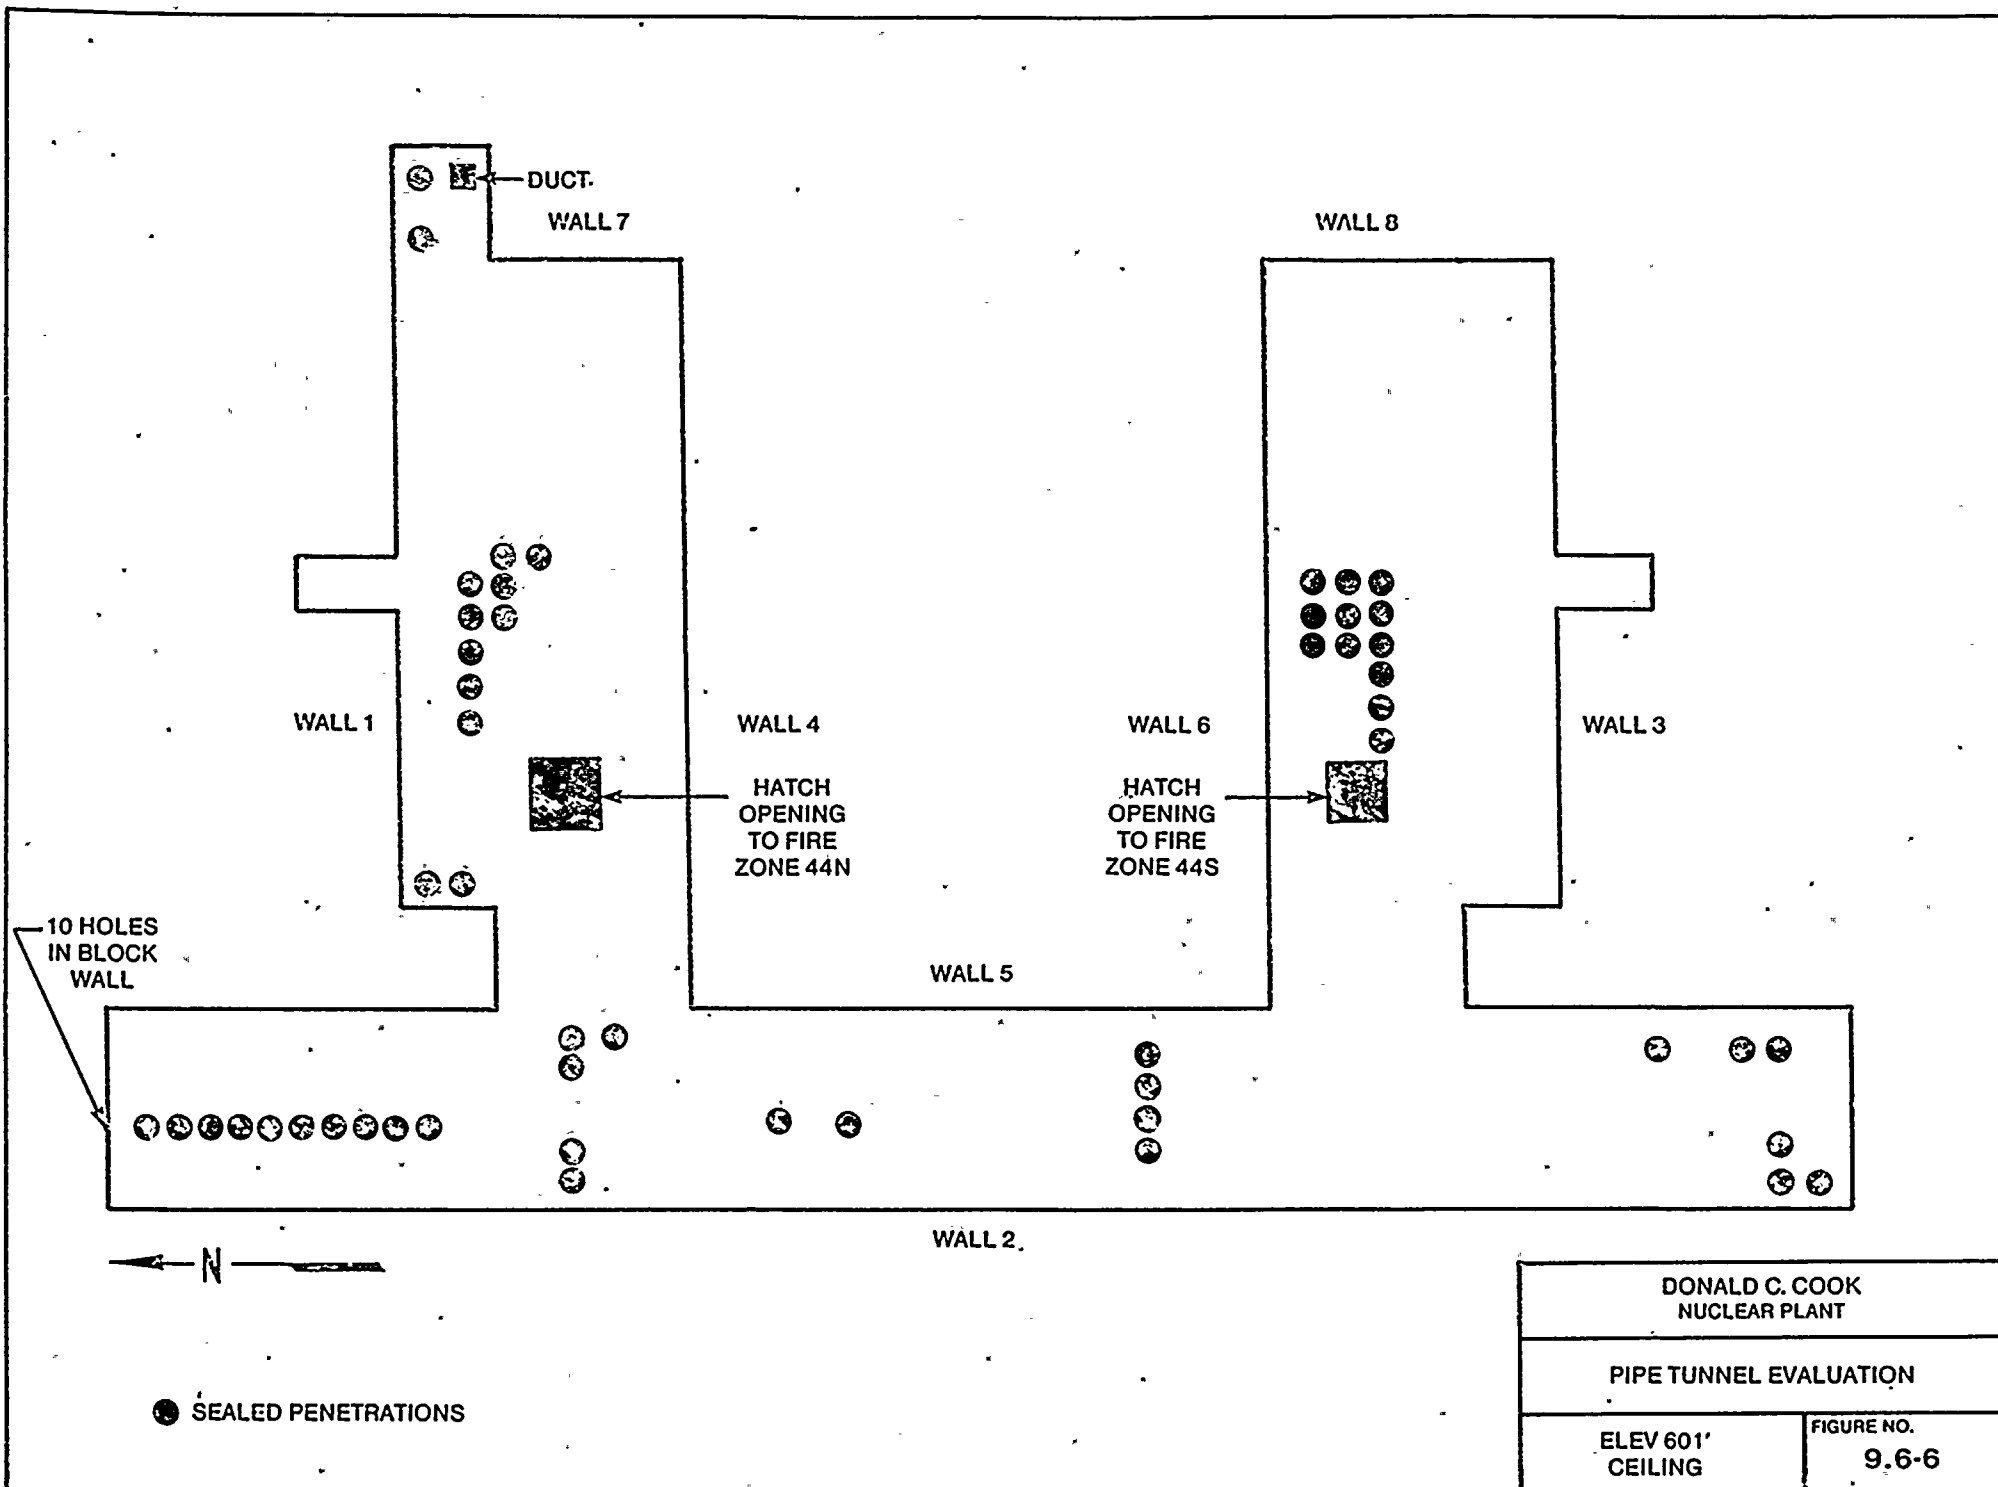 DUCT.
WALL 7
WALL 8
WALL 1
WALL 4
WALL 6
WALL 3
HATCH
OPENING
TO FIRE
ZONE 44N
HATCH
OPENING
TO FIRE
ZONE 44S
10 HOLES
IN BLOCK
WALL
WALL 5
WALL 2
N
SEALED PENETRATIONS
DONALD C. COOK
NUCLEAR PLANT
PIPE TUNNEL EVALUATION
ELEV 601'
CEILING
FIGURE NO.
9.6-6